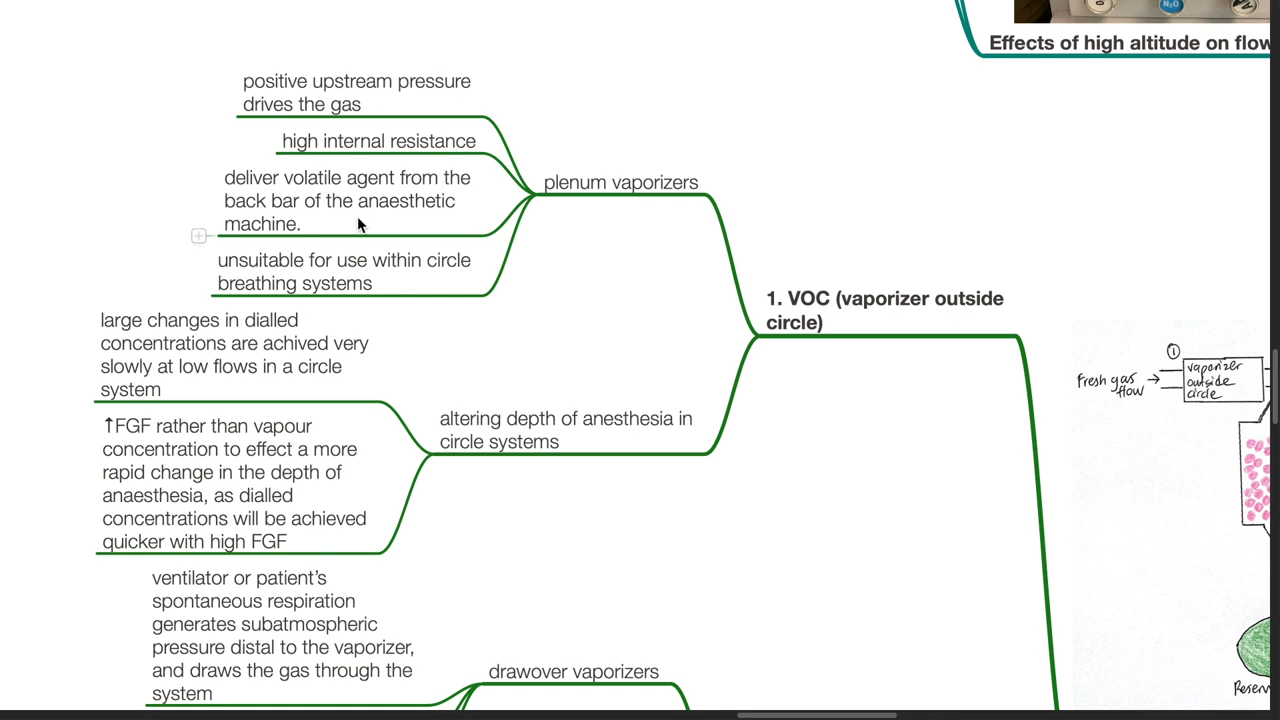 N₂O
Effects of high altitude on flow
positive upstream pressure
drives the gas
high internal resistance
deliver volatile agent from the
back bar of the anaesthetic
machine.
unsuitable for use within circle
breathing systems
plenum vaporizers
1. VOC (vaporizer outside
circle)
large changes in dialled
concentrations are achived very
slowly at low flows in a circle
system
↑FGF rather than vapour
concentration to effect a more
rapid change in the depth of
anaesthesia, as dialled
concentrations will be achieved
quicker with high FGF
altering depth of anesthesia in
circle systems
ventilator or patient’s
spontaneous respiration
generates subatmospheric
pressure distal to the vaporizer,
and draws the gas through the
system
drawover vaporizers
1
Fresh gas
flow
vaporizer
outside
circle
Reserv